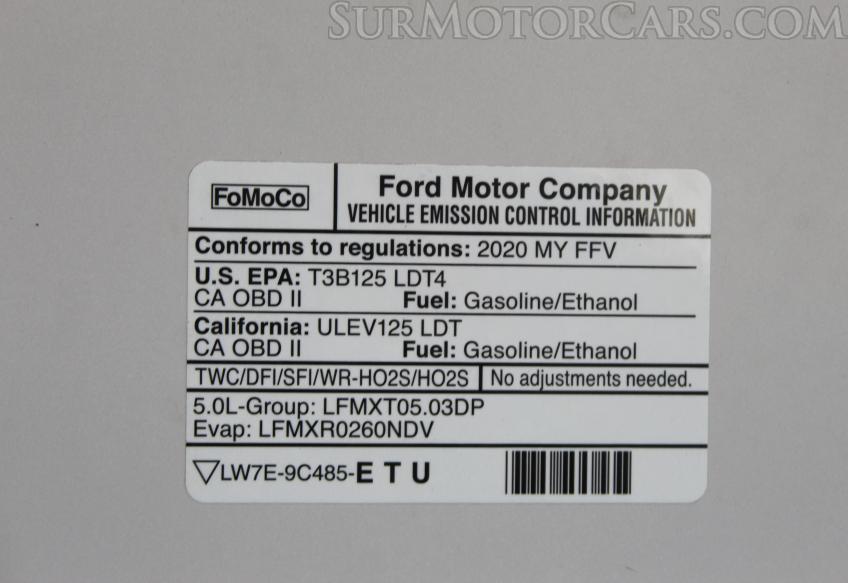 SurMotorCars.com
FoMoCo
Ford Motor Company
VEHICLE EMISSION CONTROL INFORMATION
Conforms to regulations: 2020 MY FFV
U.S. EPA: T3B125 LDT4
CA OBD II Fuel: Gasoline/Ethanol
California: ULEV125 LDT
CA OBD II Fuel: Gasoline/Ethanol
TWC/DFI/SFI/WR-HO2S/HO2S No adjustments needed.
5.0L-Group: LFMXT05.03DP
Evap: LFMXR0260NDV
LW7E-9C485-E T U